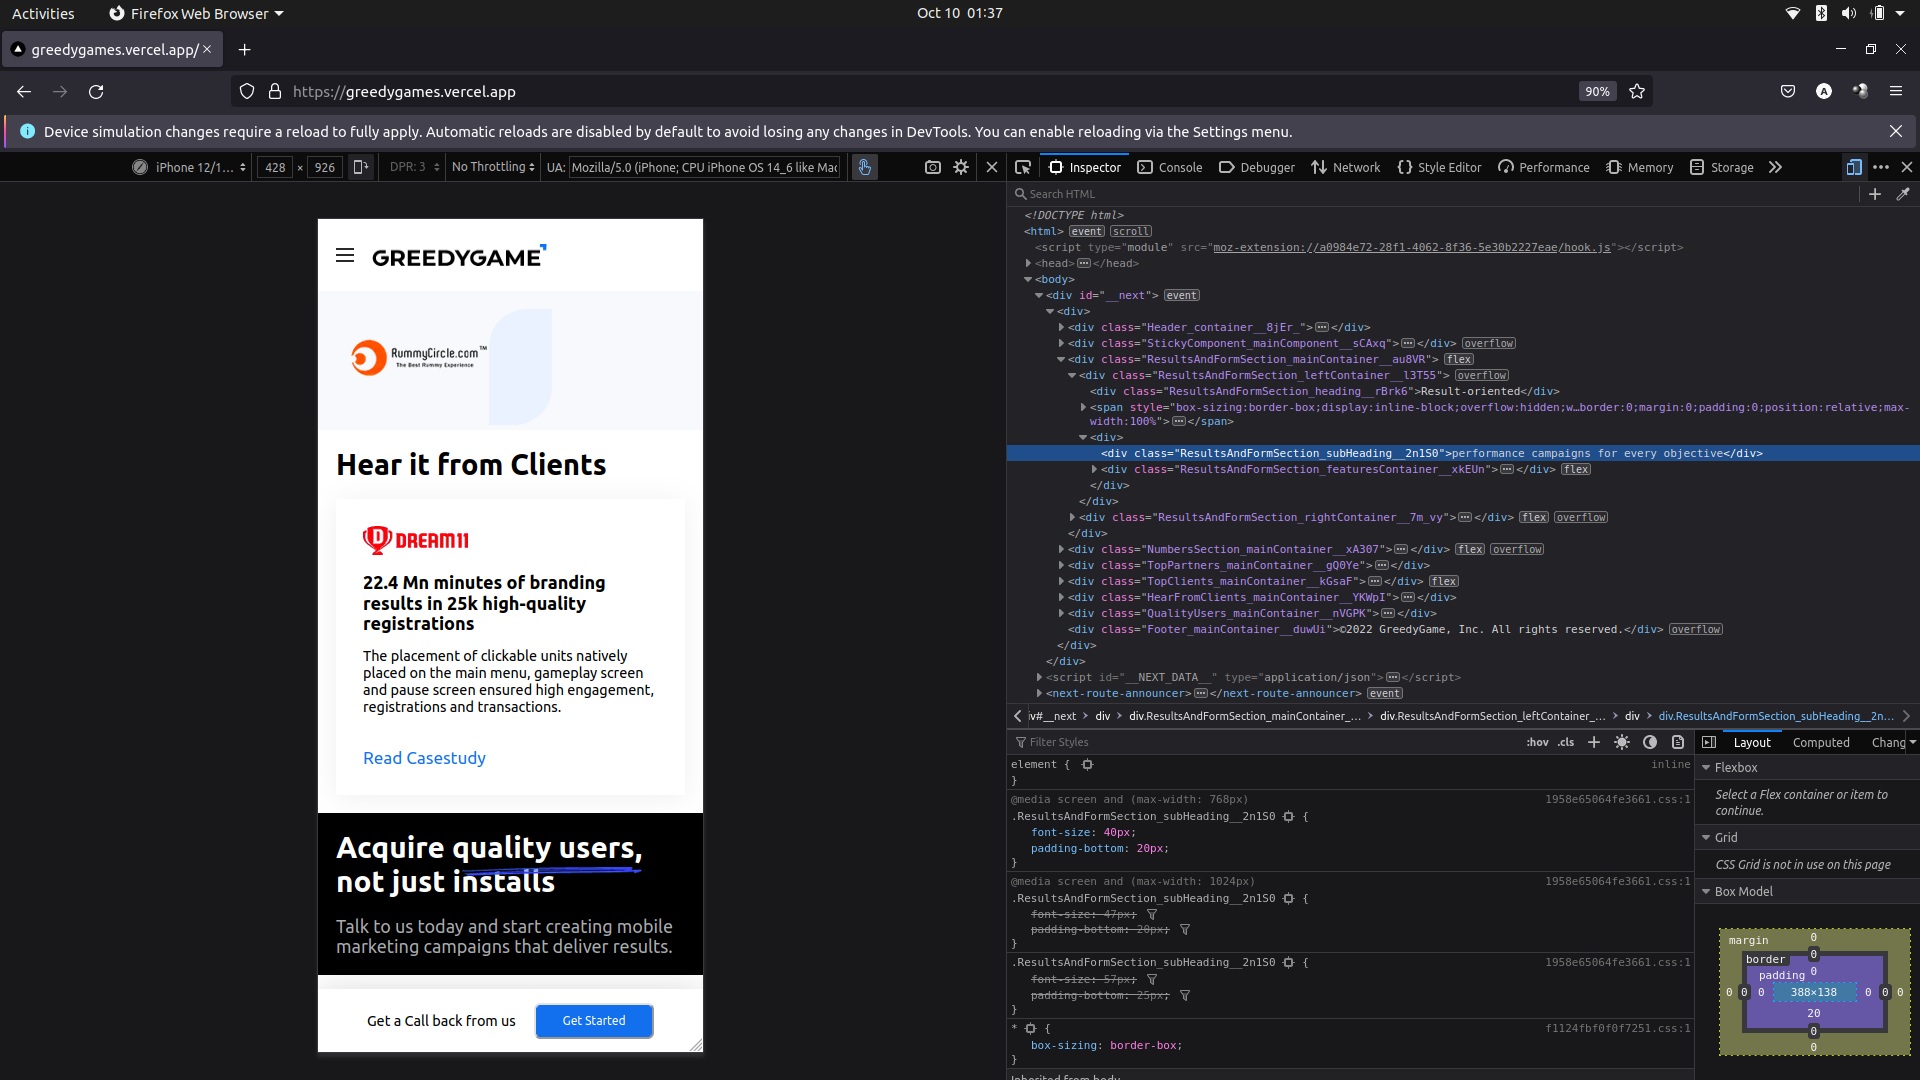 Activities
Firefox Web Browser
Oct 10 01:37
greedygames.vercel.app/
https://greedygames.vercel.app
90%
Device simulation changes require a reload to fully apply. Automatic reloads are disabled by default to avoid losing any changes in DevTools. You can enable reloading via the Settings menu.
iPhone 12/1...
428 × 926
DPR: 3
No Throttling
UA: Mozilla/5.0 (iPhone; CPU iPhone OS 14_6 like Mac
GREEDYGAME
RummyCircle.com™
The Best Rummy Experience
Hear it from Clients
DREAM11
22.4 Mn minutes of branding
results in 25k high-quality
registrations
The placement of clickable units natively
placed on the main menu, gameplay screen
and pause screen ensured high engagement,
registrations and transactions.
Read Casestudy
Acquire quality users,
not just installs
Talk to us today and start creating mobile
marketing campaigns that deliver results.
Get a Call back from us
Get Started
Inspector Console Debugger Network Style Editor Performance Memory Storage
Search HTML
<!DOCTYPE html>
<html> event scroll
<script type="module" src="moz-extension://a0984e72-28f1-4062-8f36-5e30b2227eae/hook.js"></script>
<head></head>
<body>
<div id="__next"> event
<div>
<div class="Header_container__8jEr_"></div>
<div class="StickyComponent_mainComponent__sCAxq"></div> overflow
<div class="ResultsAndFormSection_mainContainer__au8VR"> flex
<div class="ResultsAndFormSection_leftContainer__l3T55"> overflow
<div class="ResultsAndFormSection_heading__rBrk6">Result-oriented</div>
<span style="box-sizing:border-box;display:inline-block;overflow:hidden;w…border:0;margin:0;padding:0;position:relative;max-
width:100%"></span>
<div>
<div class="ResultsAndFormSection_subHeading__2n1S0">performance campaigns for every objective</div>
<div class="ResultsAndFormSection_featuresContainer__xkEUn"></div> flex
</div>
</div>
<div class="ResultsAndFormSection_rightContainer__7m_vy"></div> flex overflow
</div>
<div class="NumbersSection_mainContainer__xA307"></div> flex overflow
<div class="TopPartners_mainContainer__gQ0Ye"></div>
<div class="TopClients_mainContainer__kGsaF"></div> flex
<div class="HearFromClients_mainContainer__YKWpI"></div>
<div class="QualityUsers_mainContainer__nVGPK"></div>
<div class="Footer_mainContainer__duwUi">©2022 GreedyGame, Inc. All rights reserved.</div> overflow
</div>
</div>
<script id="__NEXT_DATA__" type="application/json"></script>
<next-route-announcer></next-route-announcer> event
iv#__next > div > div.ResultsAndFormSection_mainContainer_... > div.ResultsAndFormSection_leftContainer_... > div > div.ResultsAndFormSection_subHeading__2n...
Filter Styles
:hov .cls
element {
inline
}
@media screen and (max-width: 768px)
1958e65064fe3661.css:1
.ResultsAndFormSection_subHeading__2n1S0 {
font-size: 40px;
padding-bottom: 20px;
}
@media screen and (max-width: 1024px)
1958e65064fe3661.css:1
.ResultsAndFormSection_subHeading__2n1S0 {
font-size: 47px;
padding-bottom: 20px;
}
.ResultsAndFormSection_subHeading__2n1S0 {
1958e65064fe3661.css:1
font-size: 57px;
padding-bottom: 25px;
}
* {
f1124fbf0f0f7251.css:1
box-sizing: border-box;
}
Inherited from body
Layout Computed Chang
Flexbox
Select a Flex container or item to
continue.
Grid
CSS Grid is not in use on this page
Box Model
margin 0
border 0
padding 0
0 0 0 388×138 0 0 0
20
0
0